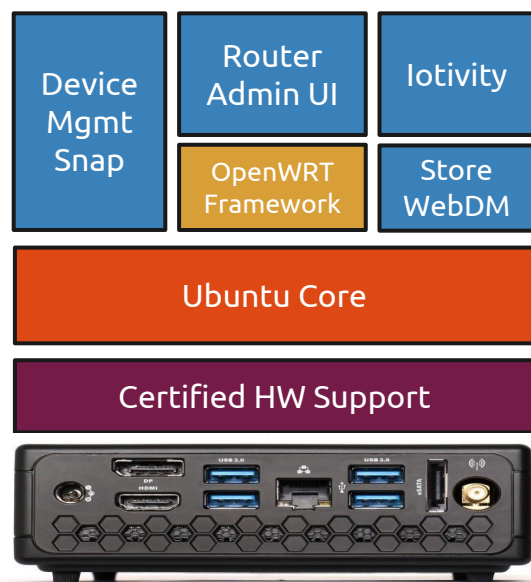 Device
Mgmt
Snap
Router
Admin UI
Iotivity
OpenWRT
Framework
Store
WebDM
Ubuntu Core
Certified HW Support
USB 3.0
USB 3.0
DP
HDMI
eSATA